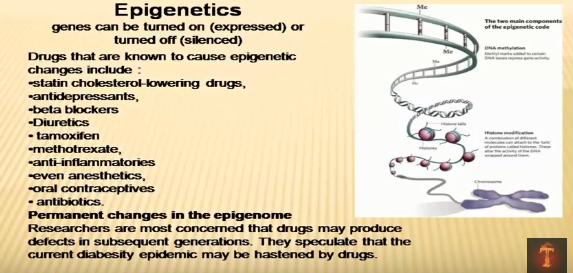 Epigenetics
genes can be turned on (expressed) or
turned off (silenced)
Drugs that are known to cause epigenetic
changes include :
•statin cholesterol-lowering drugs,
•antidepressants,
•beta blockers
•Diuretics
• tamoxifen
•methotrexate,
•anti-inflammatories
•even anesthetics,
•oral contraceptives
• antibiotics.
Permanent changes in the epigenome
Researchers are most concerned that drugs may produce
defects in subsequent generations. They speculate that the
current diabesity epidemic may be hastened by drugs.
Me
The two main components
of the epigenetic code
Me
DNA methylation
Methyl marks added to certain
DNA bases repress gene activity.
Me
Histone tails
Histones
Histone modification
A combination of different
molecules can attach to the 'tails'
of proteins called histones. These
alter the activity of the DNA
wrapped around them.
Chromosome
T